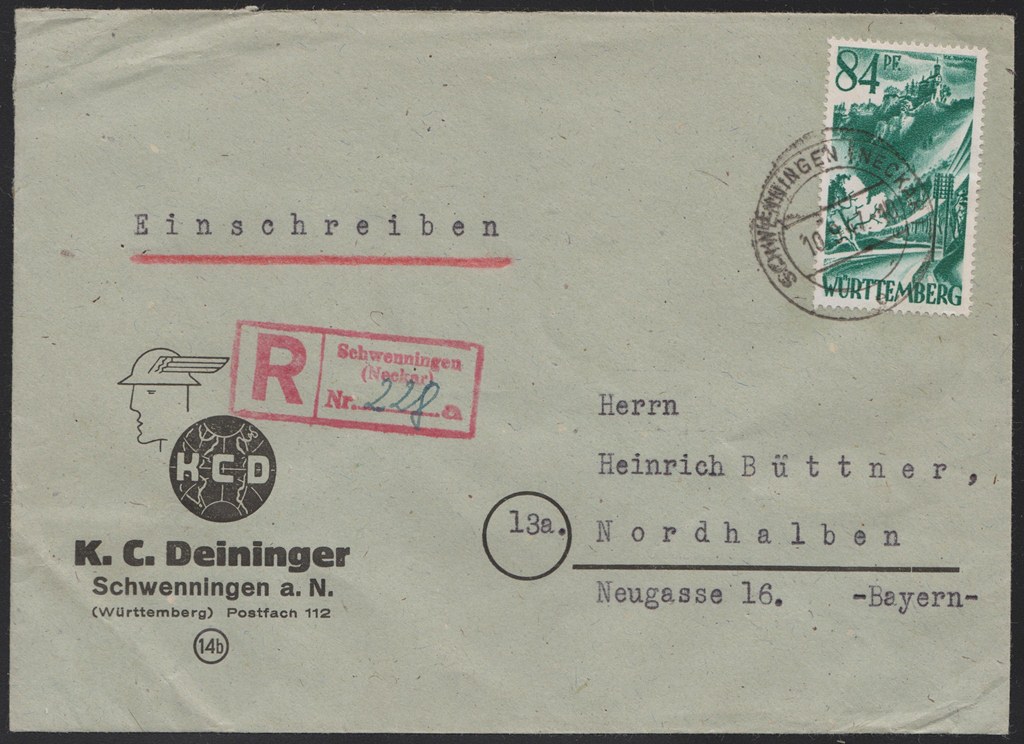 84 PF.
SCHWENNINGEN (NECKAR)
WÜRTTEMBERG
Einschreiben
R
Schwenningen
(Neckar)
Nr. 228 a
KCD
K. C. Deininger
Schwenningen a. N.
(Württemberg) Postfach 112
14b
Herrn
Heinrich Büttner,
13a. Nordhalben
Neugasse 16. -Bayern-